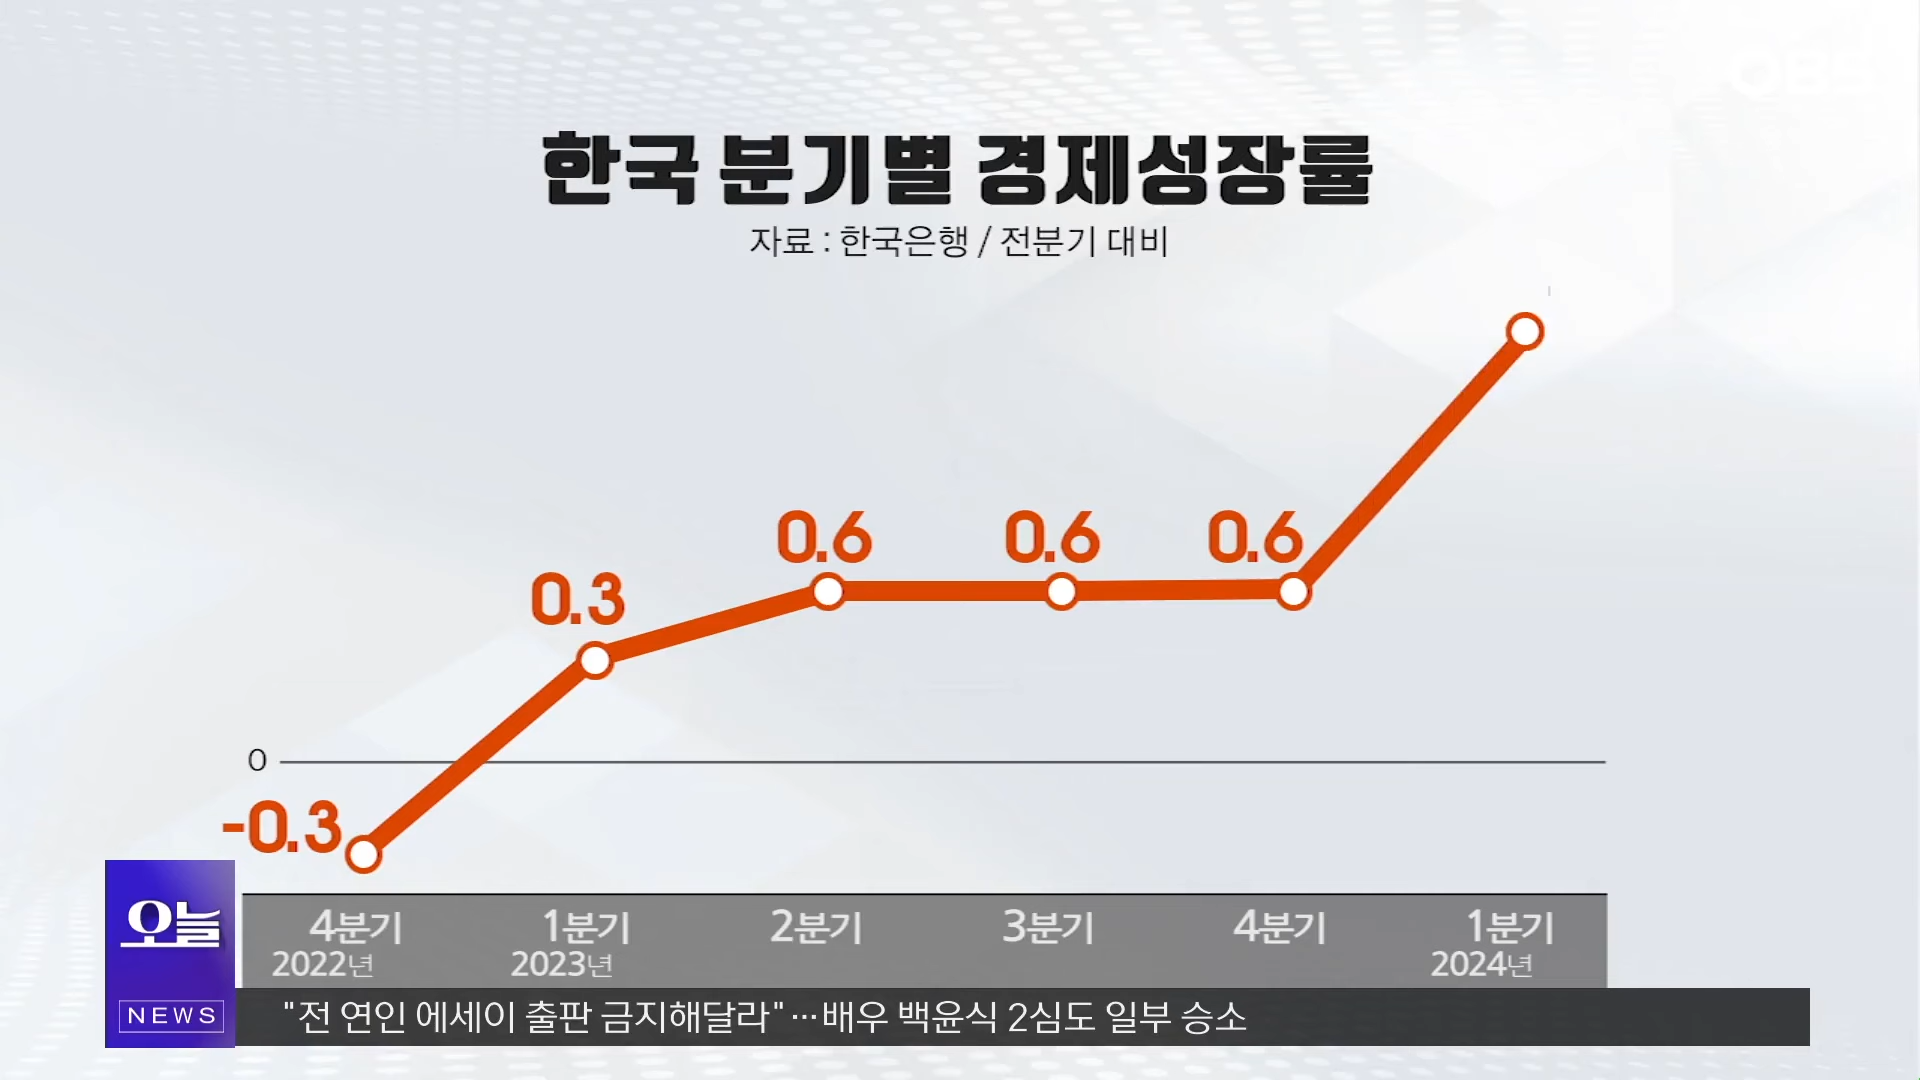 OBS
한국 분기별 경제성장률
자료 : 한국은행 / 전분기 대비
0.6
0.6
0.6
0.3
0
-0.3
4분기
1분기
2분기
3분기
4분기
1분기
2022년
2023년
2024년
오늘
NEWS
"전 연인 에세이 출판 금지해달라"…배우 백윤식 2심도 일부 승소